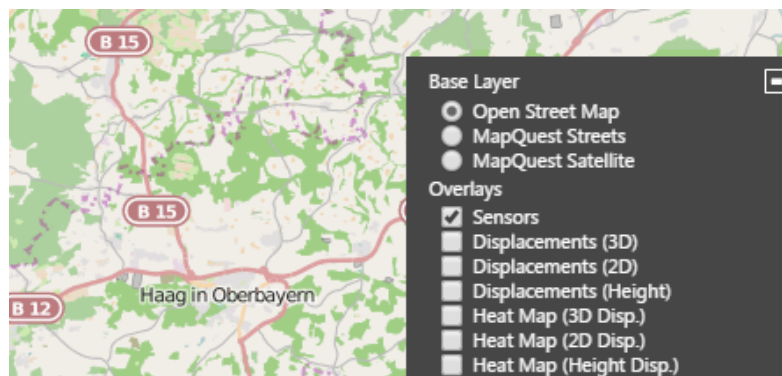 B 15
Base Layer
Open Street Map
MapQuest Streets
MapQuest Satellite
Overlays
B 15
Sensors
Displacements (3D)
Displacements (2D)
Displacements (Height)
Haag in Oberbayern
B 12
Heat Map (3D Disp.)
Heat Map (2D Disp.)
Heat Map (Height Disp.)